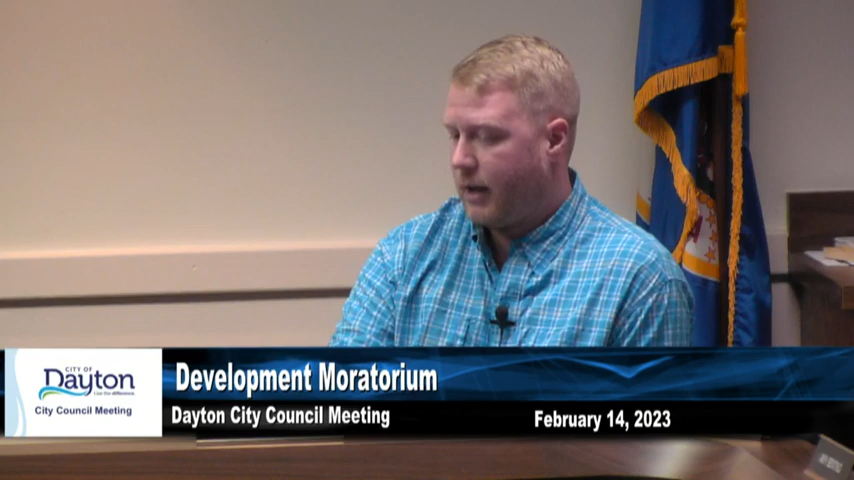 CITY OF
Dayton
City Council Meeting
Development Moratorium
Dayton City Council Meeting
February 14, 2023